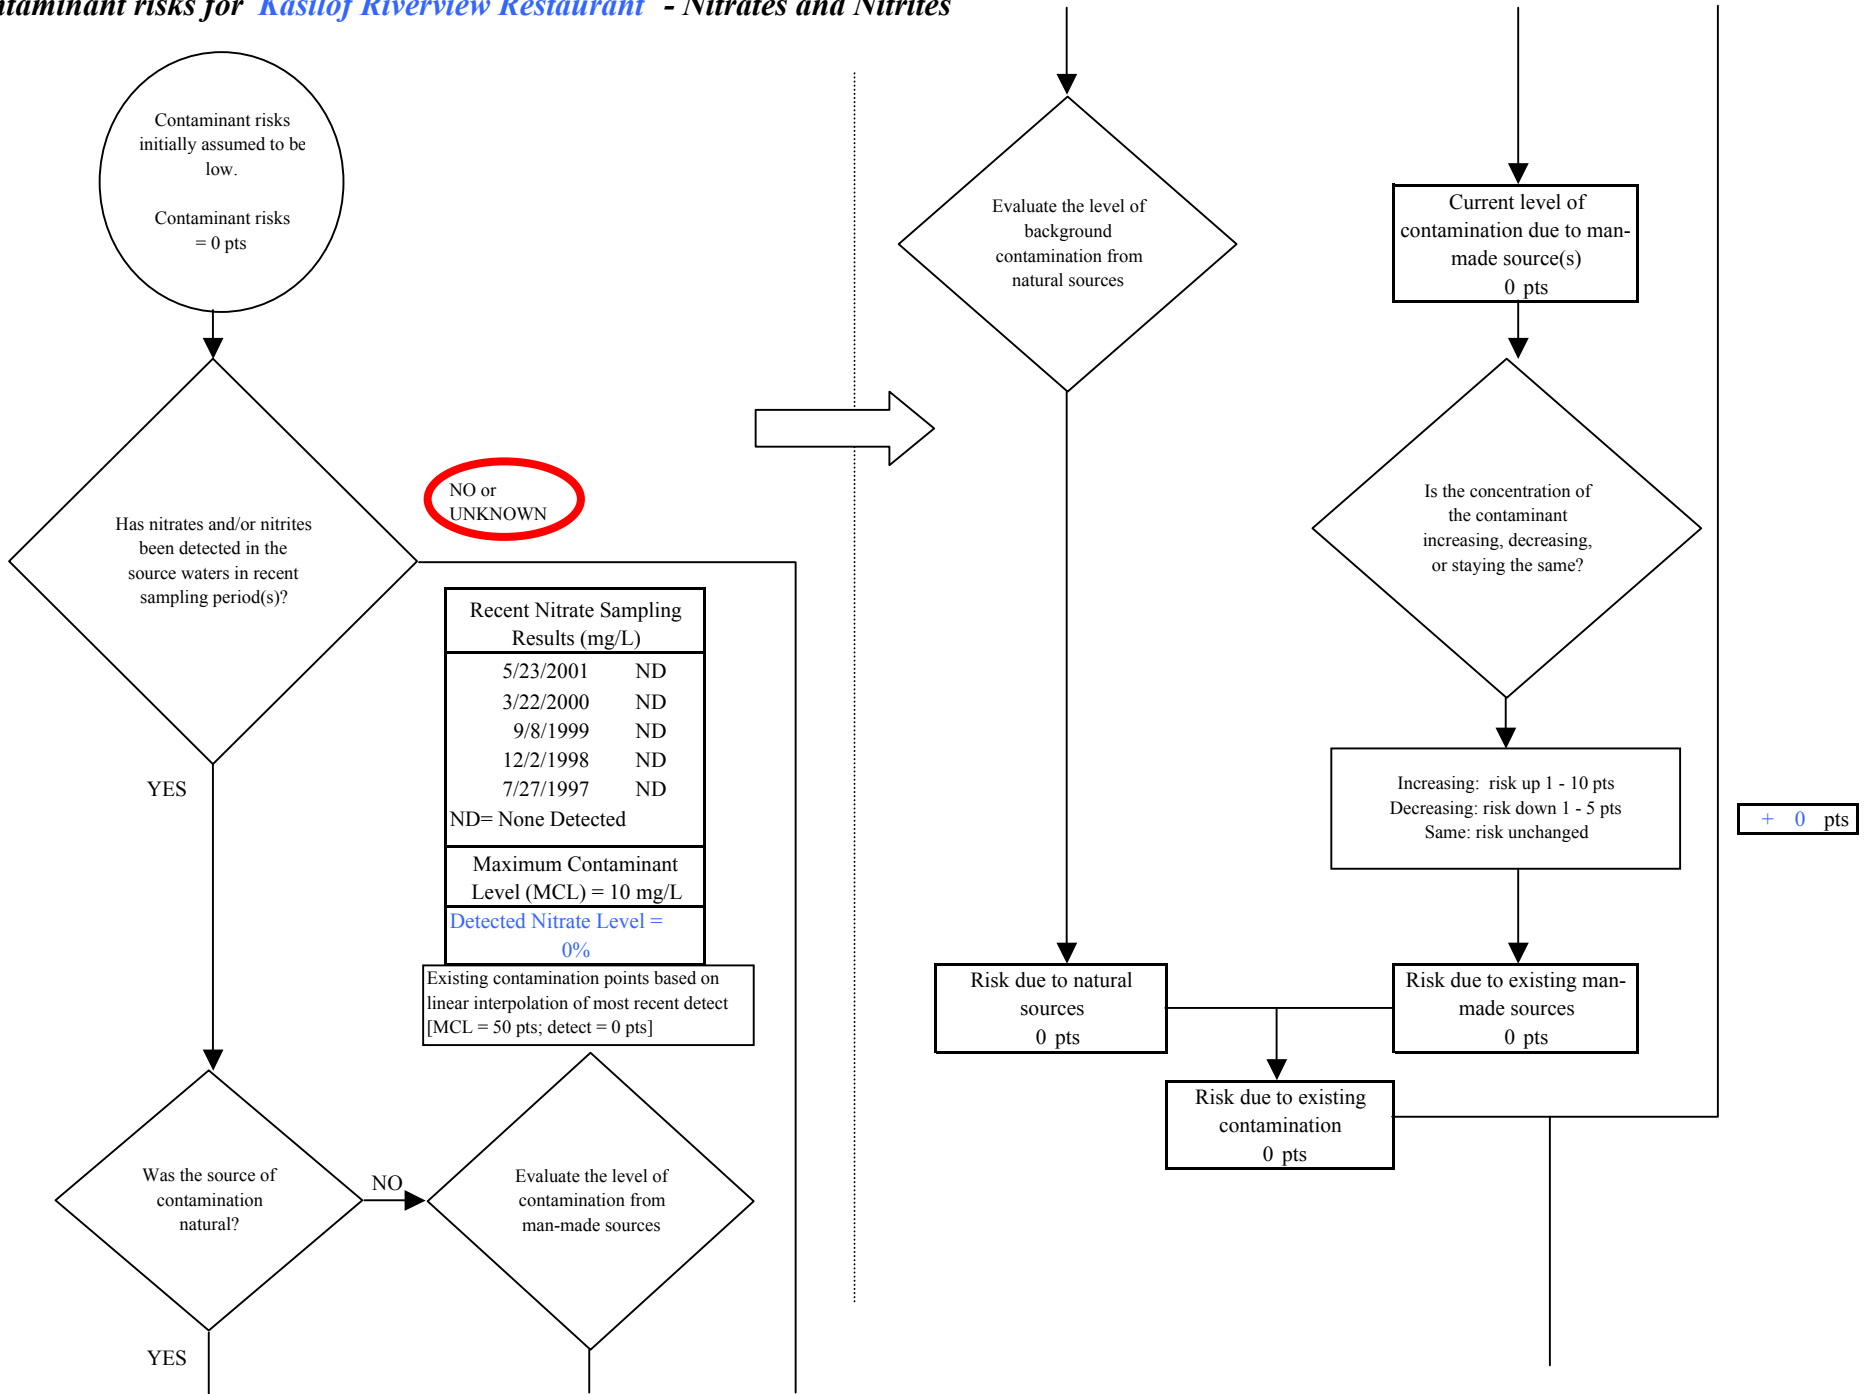 ntaminant risks for Kasilof Riverview Restaurant - Nitrates and Nitrites
Contaminant risks
initially assumed to be
low.
Contaminant risks
= 0 pts
Has nitrates and/or nitrites
been detected in the
source waters in recent
sampling period(s)?
NO or
UNKNOWN
YES
Recent Nitrate Sampling
Results (mg/L)
5/23/2001 ND
3/22/2000 ND
9/8/1999 ND
12/2/1998 ND
7/27/1997 ND
ND= None Detected
Maximum Contaminant
Level (MCL) = 10 mg/L
Detected Nitrate Level =
0%
Existing contamination points based on
linear interpolation of most recent detect
[MCL = 50 pts; detect = 0 pts]
Was the source of
contamination
natural?
NO
YES
Evaluate the level of
contamination from
man-made sources
Evaluate the level of
background
contamination from
natural sources
Current level of
contamination due to man-
made source(s)
0 pts
Is the concentration of
the contaminant
increasing, decreasing,
or staying the same?
Increasing: risk up 1 - 10 pts
Decreasing: risk down 1 - 5 pts
Same: risk unchanged
+ 0 pts
Risk due to natural
sources
0 pts
Risk due to existing man-
made sources
0 pts
Risk due to existing
contamination
0 pts